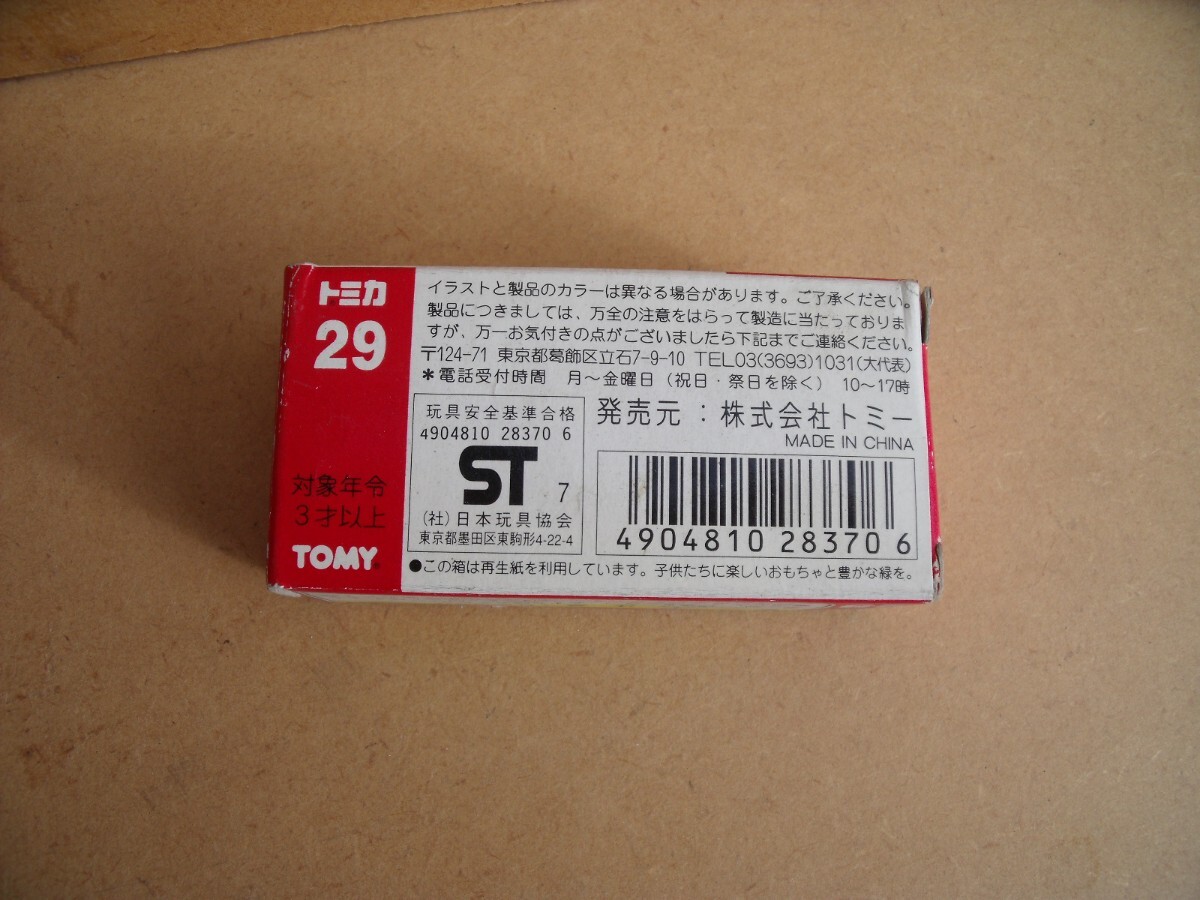 トミカ
29
対象年令
3才以上
TOMY
イラストと製品のカラーは異なる場合があります。ご了承ください。
製品につきましては、万全の注意をはらって製造に当たっておりま
すが、万一お気付きの点がございましたら下記までご連絡ください。
〒124-71 東京都葛飾区立石7-9-10 TEL03(3693)1031(大代表)
*電話受付時間 月〜金曜日(祝日・祭日を除く) 10〜17時
玩具安全基準合格
4904810 28370 6
ST 7
(社)日本玩具協会
東京都墨田区東駒形4-22-4
発売元:株式会社トミー
MADE IN CHINA
4904810 283706
●この箱は再生紙を利用しています。子供たちに楽しいおもちゃと豊かな緑を。